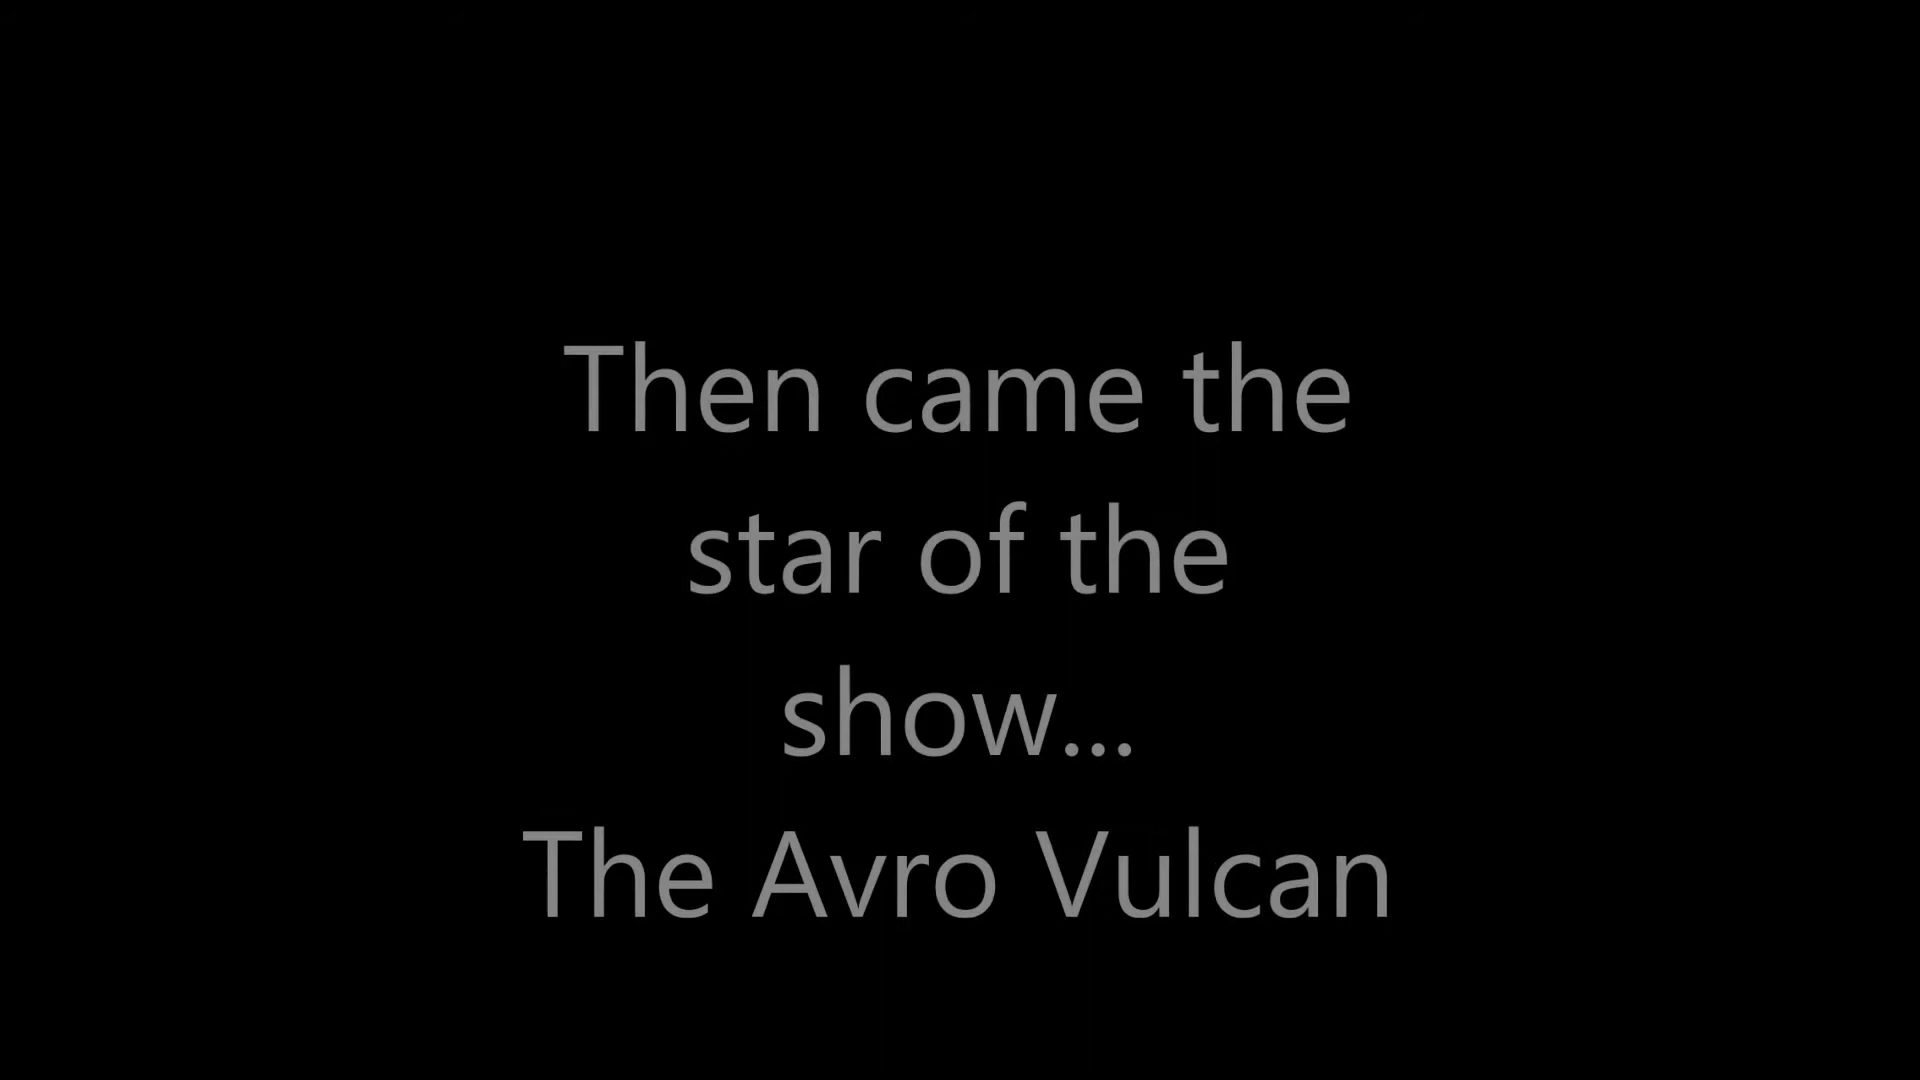 Then came the
star of the
show...
The Avro Vulcan